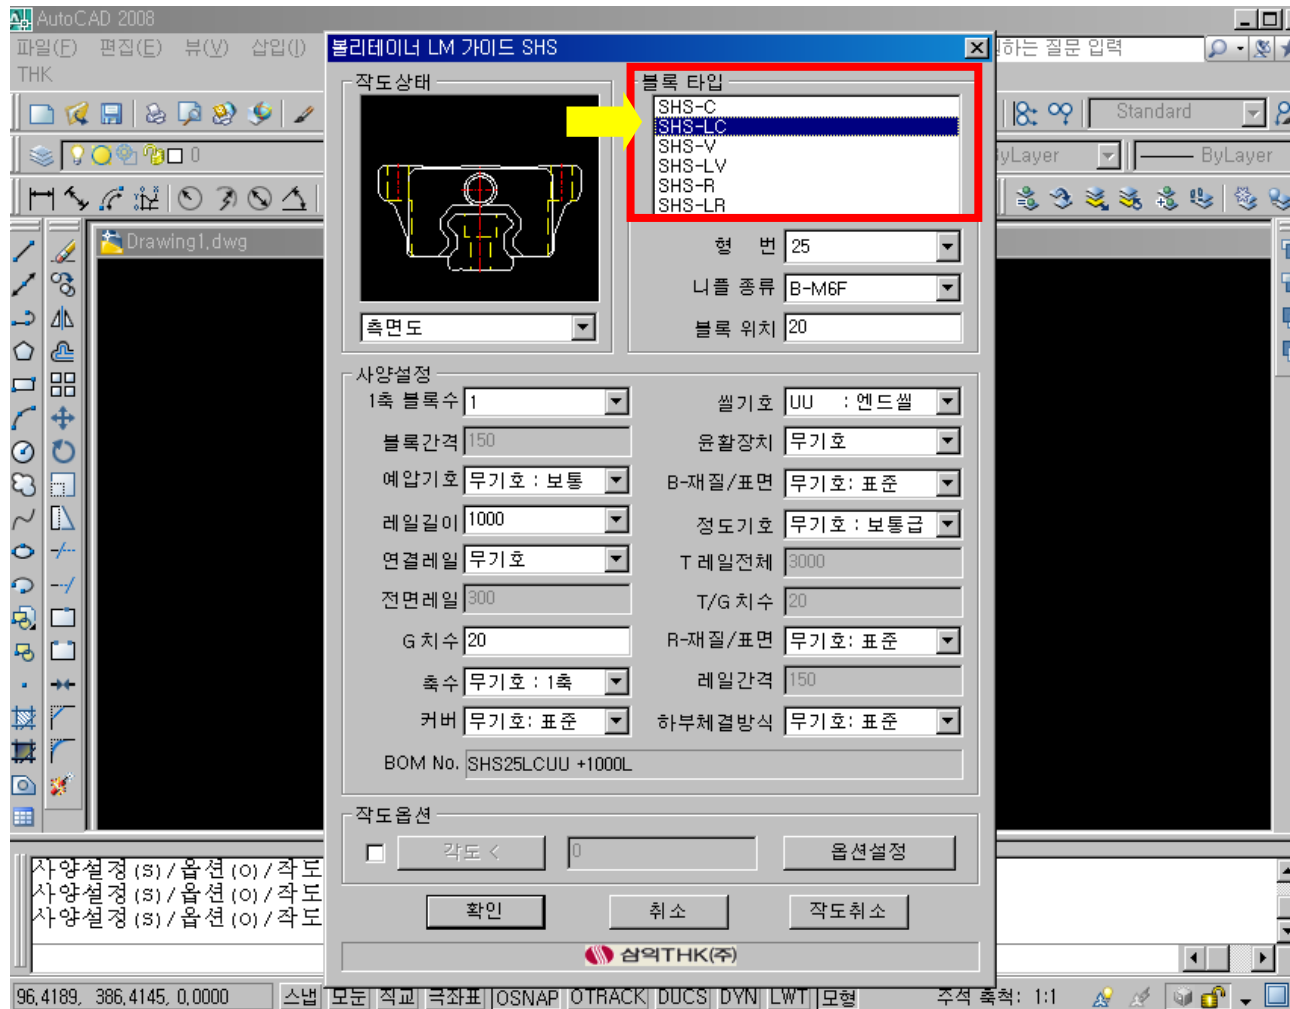 AutoCAD 2008
파일(F) 편집(E) 뷰(V) 삽입(I)
하는 질문 입력
THK
Standard
0
yLayer
ByLayer
Drawing1.dwg
볼리테이너 LM 가이드 SHS
작도상태
측면도
블록 타입
SHS-C
SHS-LC
SHS-V
SHS-LV
SHS-R
SHS-LR
형 번 25
니플 종류 B-M6F
블록 위치 20
사양설정
1축 블록수 1
씰기호 UU : 엔드씰
블록간격 150
윤활장치 무기호
예압기호 무기호 : 보통
B-재질/표면 무기호: 표준
레일길이 1000
정도기호 무기호 : 보통급
연결레일 무기호
T 레일전체 3000
전면레일 300
T/G 치수 20
G 치수 20
R-재질/표면 무기호: 표준
축수 무기호 : 1축
레일간격 150
커버 무기호: 표준
하부체결방식 무기호: 표준
BOM No. SHS25LCUU +1000L
작도옵션
각도 < 0 옵션설정
확인 취소 작도취소
삼익THK(주)
사양설정(S)/옵션(O)/작도
사양설정(S)/옵션(O)/작도
사양설정(S)/옵션(O)/작도
96.4189, 386.4145, 0.0000 스냅 모눈 직교 극좌표 OSNAP OTRACK DUCS DYN LWT 모형 주석 축척: 1:1